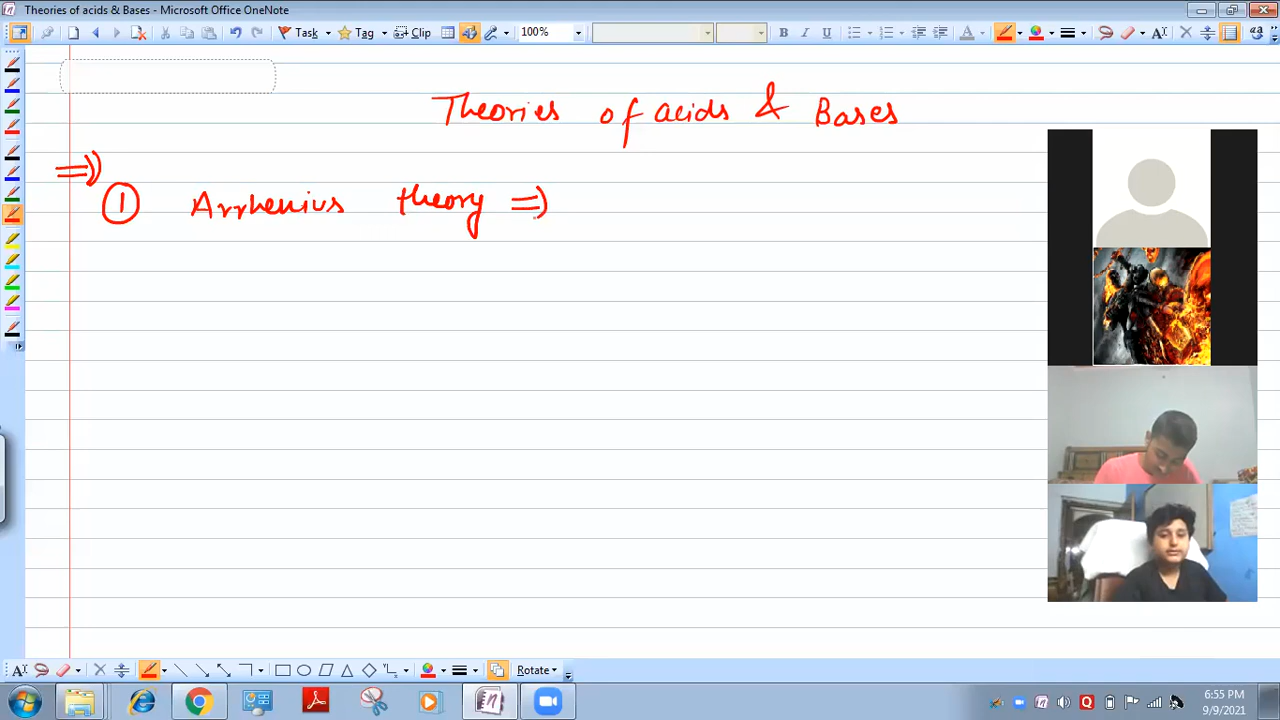 Theories of acids & Bases - Microsoft Office OneNote
Task
Tag
Clip
100%
B I U
Theories of acids & Bases
⇒
① Arrhenius theory ⇒
Rotate
6:55 PM
9/9/2021